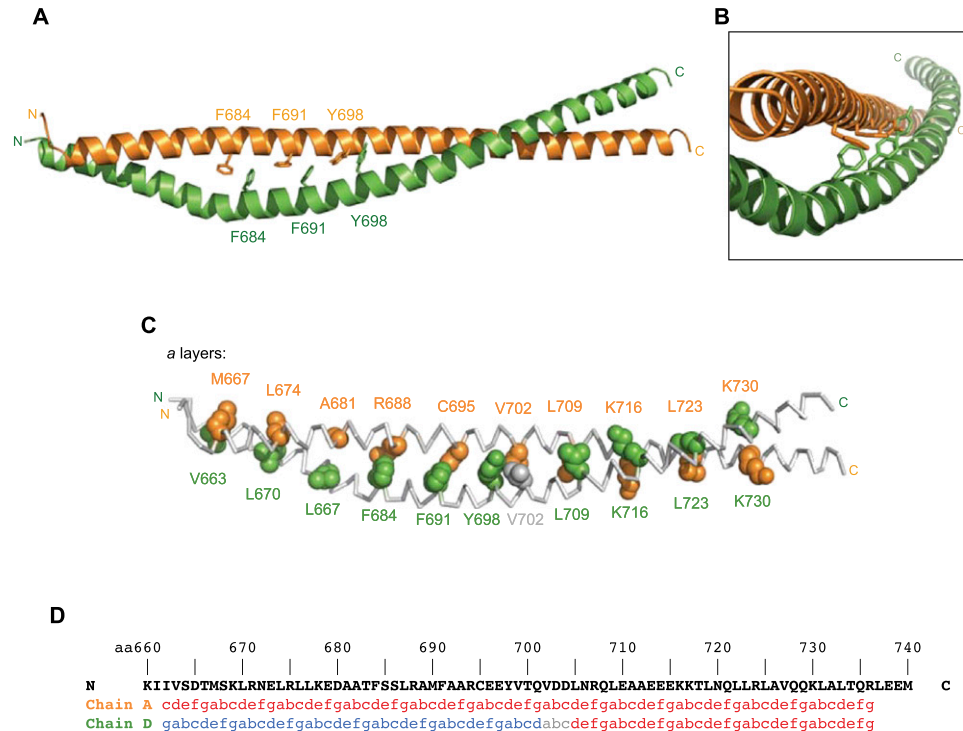 A
B
N
N
F684 F691 Y698
F684 F691 Y698
C
C
C
C
C
a layers:
N
N
M667 L674 A681 R688 C695 V702 L709 K716 L723 K730
V663 L670 L667 F684 F691 Y698 V702 L709 K716 L723 K730
C
C
D
aa660 670 680 690 700 710 720 730 740
N KIIVSDTMSKLRNELRLLKEDAATFSSLRAMFAARCEEYVTQVDDLNRQLEAAEEEKKTLNQLLRLAVQQKLALTQRLEEM C
Chain A cdefgabcdefgabcdefgabcdefgabcdefgabcdefgabcdefgabcdefgabcdefgabcdefgabcdefg
Chain D gabcdefgabcdefgabcdefgabcdefgabcdefgabcdabcdefgabcdefgabcdefgabcdefgabcdefg